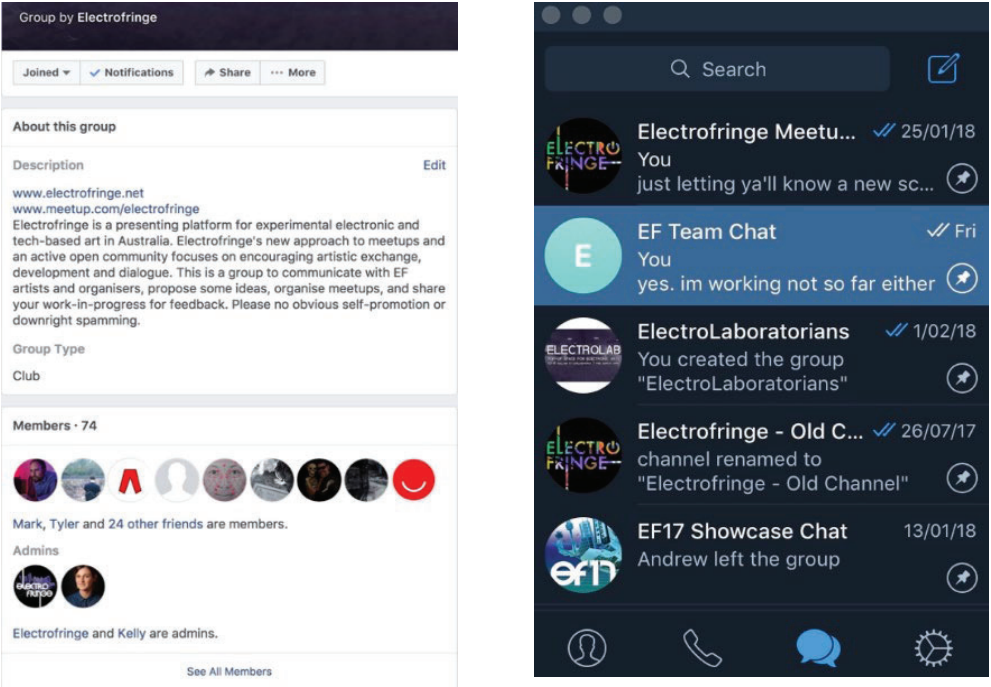 Group by Electrofringe
Joined
Notifications
Share
More
About this group
Description
Edit
www.electrofringe.net
www.meetup.com/electrofringe
Electrofringe is a presenting platform for experimental electronic and
tech-based art in Australia. Electrofringe's new approach to meetups and
an active open community focuses on encouraging artistic exchange,
development and dialogue. This is a group to communicate with EF
artists and organisers, propose some ideas, organise meetups, and share
your work-in-progress for feedback. Please no obvious self-promotion or
downright spamming.
Group Type
Club
Members · 74
Mark, Tyler and 24 other friends are members.
Admins
ELECTRO
FRINGE
Electrofringe and Kelly are admins.
See All Members
Search
ELECTRO
FRINGE
Electrofringe Meetu... 25/01/18
You
just letting ya'll know a new sc...
E
EF Team Chat Fri
You
yes. im working not so far either
ELECTROLAB
ElectroLaboratorians 1/02/18
You created the group
"ElectroLaboratorians"
ELECTRO
FRINGE
Electrofringe - Old C... 26/07/17
channel renamed to
"Electrofringe - Old Channel"
ef17
EF17 Showcase Chat 13/01/18
Andrew left the group